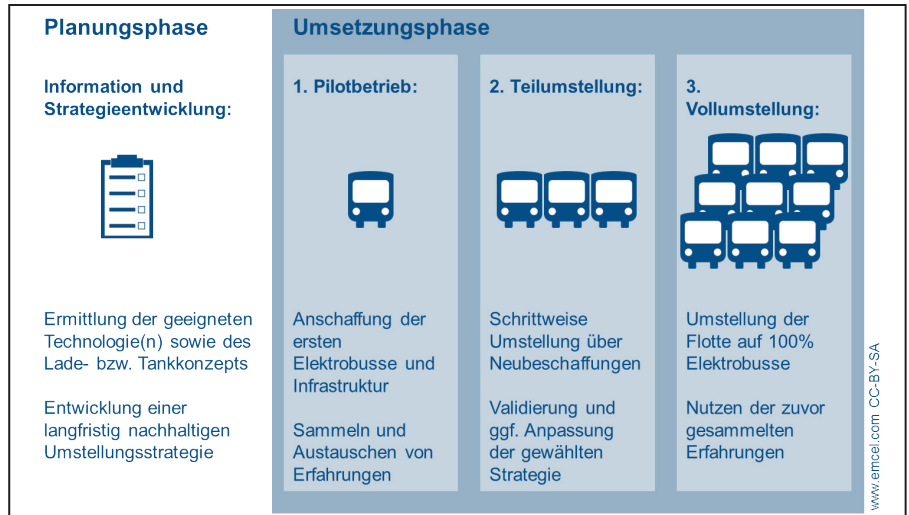 Planungsphase
Information und
Strategieentwicklung:
Ermittlung der geeigneten
Technologie(n) sowie des
Lade- bzw. Tankkonzepts
Entwicklung einer
langfristig nachhaltigen
Umstellungsstrategie
Umsetzungsphase
1. Pilotbetrieb:
Anschaffung der
ersten
Elektrobusse und
Infrastruktur
Sammeln und
Austauschen von
Erfahrungen
2. Teilumstellung:
Schrittweise
Umstellung über
Neubeschaffungen
Validierung und
ggf. Anpassung
der gewählten
Strategie
3.
Vollumstellung:
Umstellung der
Flotte auf 100%
Elektrobusse
Nutzen der zuvor
gesammelten
Erfahrungen
www.emcel.com CC-BY-SA